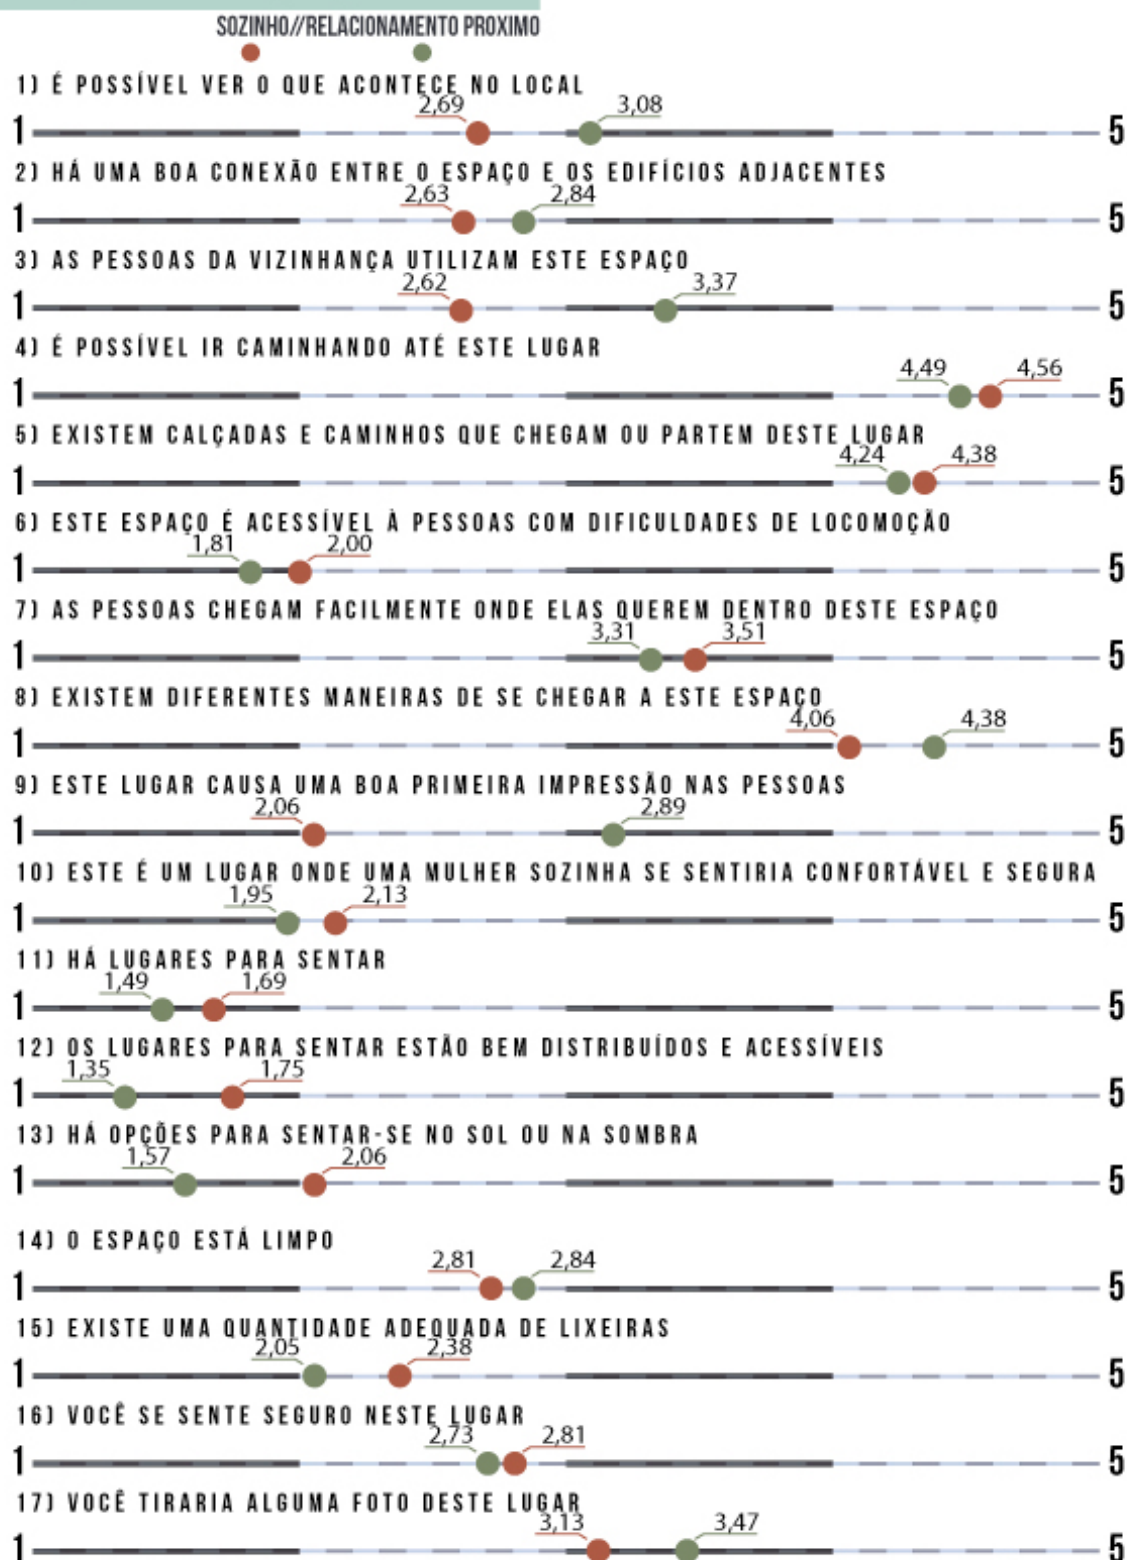 SOZINHO//RELACIONAMENTO PROXIMO
1) É POSSÍVEL VER O QUE ACONTECE NO LOCAL
2,69 3,08
1 5
2) HÁ UMA BOA CONEXÃO ENTRE O ESPAÇO E OS EDIFÍCIOS ADJACENTES
2,63 2,84
1 5
3) AS PESSOAS DA VIZINHANÇA UTILIZAM ESTE ESPAÇO
2,62 3,37
1 5
4) É POSSÍVEL IR CAMINHANDO ATÉ ESTE LUGAR
4,49 4,56
1 5
5) EXISTEM CALÇADAS E CAMINHOS QUE CHEGAM OU PARTEM DESTE LUGAR
4,24 4,38
1 5
6) ESTE ESPAÇO É ACESSÍVEL À PESSOAS COM DIFICULDADES DE LOCOMOÇÃO
1,81 2,00
1 5
7) AS PESSOAS CHEGAM FACILMENTE ONDE ELAS QUEREM DENTRO DESTE ESPAÇO
3,31 3,51
1 5
8) EXISTEM DIFERENTES MANEIRAS DE SE CHEGAR A ESTE ESPAÇO
4,06 4,38
1 5
9) ESTE LUGAR CAUSA UMA BOA PRIMEIRA IMPRESSÃO NAS PESSOAS
2,06 2,89
1 5
10) ESTE É UM LUGAR ONDE UMA MULHER SOZINHA SE SENTIRIA CONFORTÁVEL E SEGURA
1,95 2,13
1 5
11) HÁ LUGARES PARA SENTAR
1,49 1,69
1 5
12) OS LUGARES PARA SENTAR ESTÃO BEM DISTRIBUÍDOS E ACESSÍVEIS
1,35 1,75
1 5
13) HÁ OPÇÕES PARA SENTAR-SE NO SOL OU NA SOMBRA
1,57 2,06
1 5
14) O ESPAÇO ESTÁ LIMPO
2,81 2,84
1 5
15) EXISTE UMA QUANTIDADE ADEQUADA DE LIXEIRAS
2,05 2,38
1 5
16) VOCÊ SE SENTE SEGURO NESTE LUGAR
2,73 2,81
1 5
17) VOCÊ TIRARIA ALGUMA FOTO DESTE LUGAR
3,13 3,47
1 5